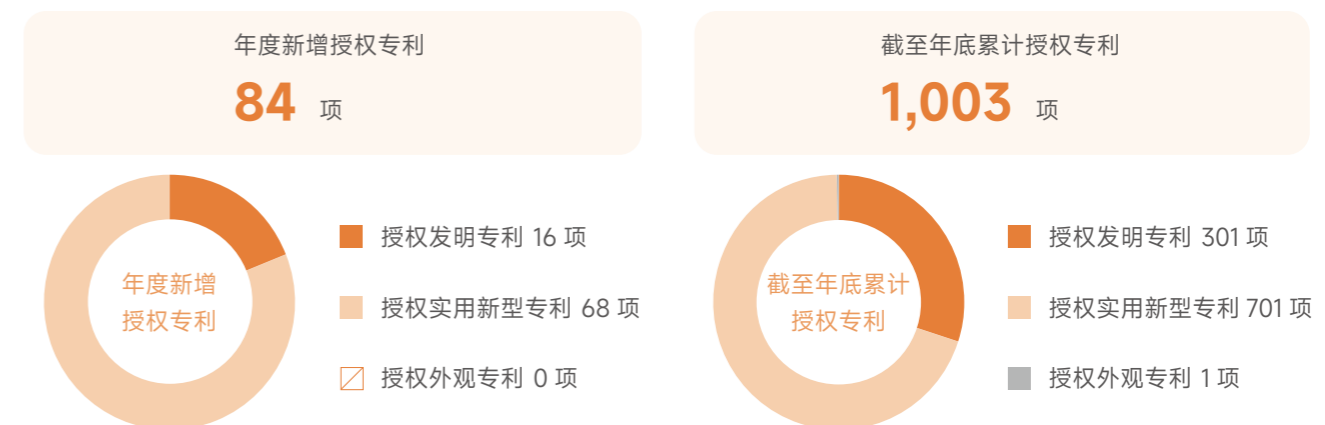 年度新增授权专利
84 项
年度新增
授权专利
授权发明专利 16 项
授权实用新型专利 68 项
授权外观专利 0 项
截至年底累计授权专利
1,003 项
截至年底累计
授权专利
授权发明专利 301 项
授权实用新型专利 701 项
授权外观专利 1 项